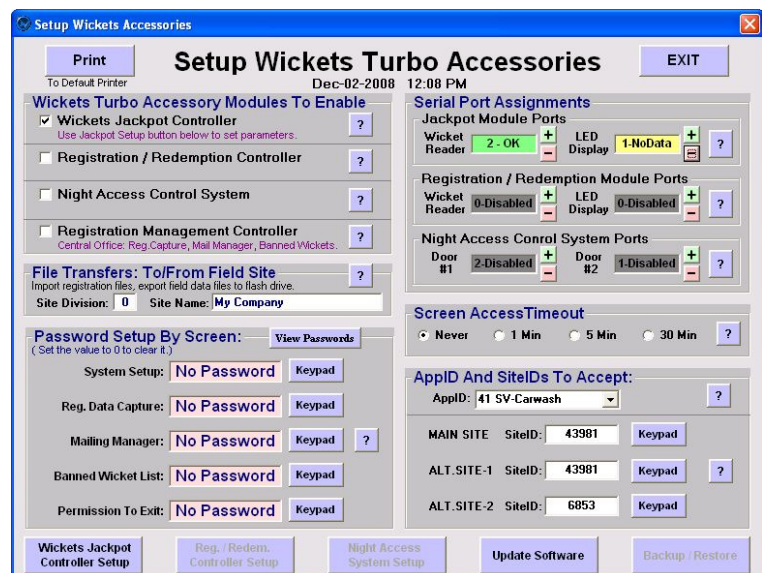 Setup Wickets Accessories
Print
To Default Printer
Setup Wickets Turbo Accessories
Dec-02-2008 12:08 PM
EXIT
Wickets Turbo Accessory Modules To Enable
Wickets Jackpot Controller
Use Jackpot Setup button below to set parameters.
?
Registration / Redemption Controller
?
Night Access Control System
?
Registration Management Controller
Central Office: Reg.Capture, Mail Manager, Banned Wickets.
?
File Transfers: To/From Field Site
Import registration files, export field data files to flash drive.
?
Site Division: 0 Site Name: My Company
Password Setup By Screen:
View Passwords
( Set the value to 0 to clear it.)
System Setup: No Password Keypad
Reg. Data Capture: No Password Keypad
Mailing Manager: No Password Keypad ?
Banned Wicket List: No Password Keypad
Permission To Exit: No Password Keypad
Serial Port Assignments
Jackpot Module Ports
Wicket Reader 2 - OK + - LED Display 1-NoData + - ?
Registration / Redemption Module Ports
Wicket Reader 0-Disabled + - LED Display 0-Disabled + - ?
Night Access Conrol System Ports
Door #1 2-Disabled + - Door #2 1-Disabled + - ?
Screen AccessTimeout
Never 1 Min 5 Min 30 Min ?
AppID And SiteIDs To Accept:
AppID: 41 SV-Carwash ?
MAIN SITE SiteID: 43981 Keypad
ALT.SITE-1 SiteID: 43981 Keypad ?
ALT.SITE-2 SiteID: 6853 Keypad
Wickets Jackpot Controller Setup
Reg. / Redem. Controller Setup
Night Access System Setup
Update Software
Backup / Restore